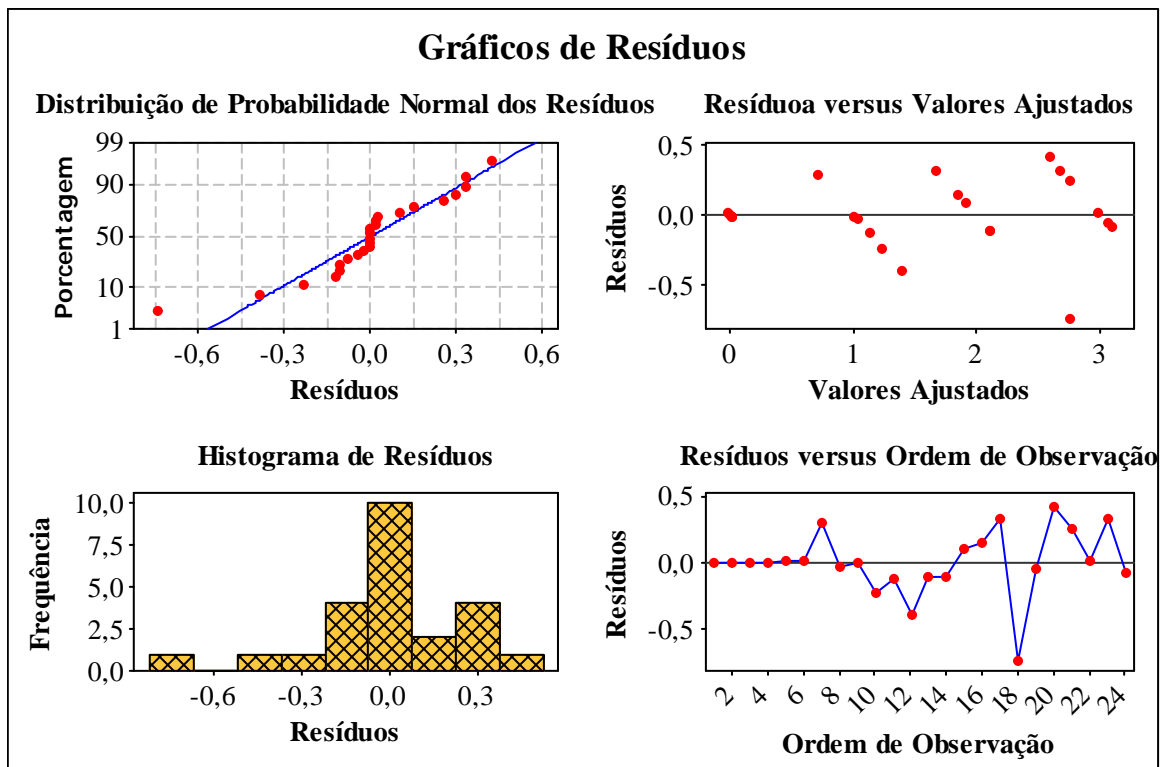 Gráficos de Resíduos
Distribuição de Probabilidade Normal dos Resíduos
99
90
50
10
1
Porcentagem
-0,6 -0,3 0,0 0,3 0,6
Resíduos
Resíduoa versus Valores Ajustados
0,5
0,0
-0,5
Resíduos
0 1 2 3
Valores Ajustados
Histograma de Resíduos
10,0
7,5
5,0
2,5
0,0
Frequência
-0,6 -0,3 0,0 0,3
Resíduos
Resíduos versus Ordem de Observação
0,5
0,0
-0,5
Resíduos
2 4 6 8 10 12 14 16 18 20 22 24
Ordem de Observação